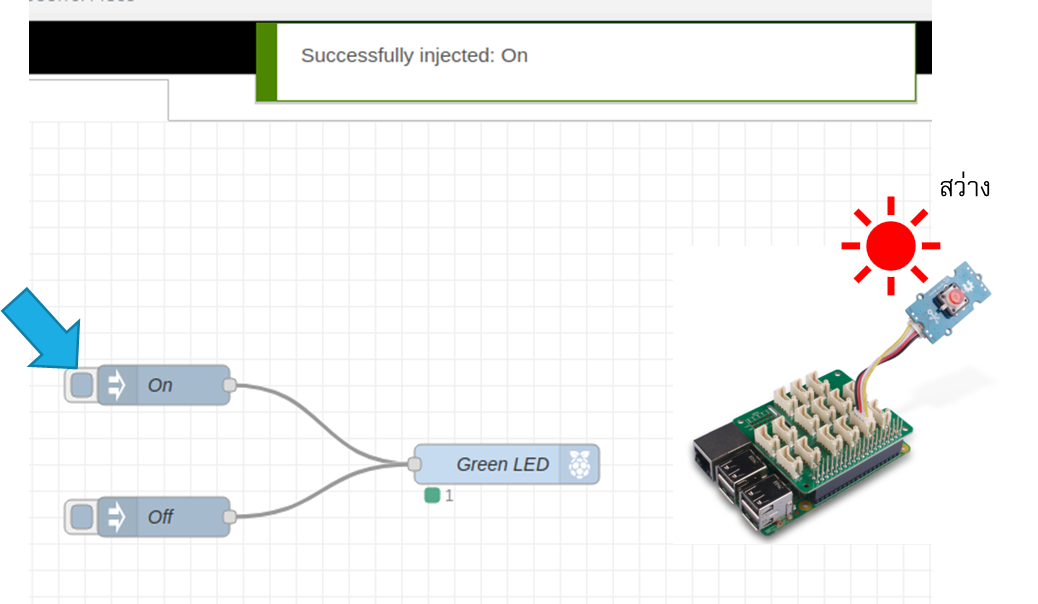 Successfully injected: On
สว่าง
On
Green LED
1
Off